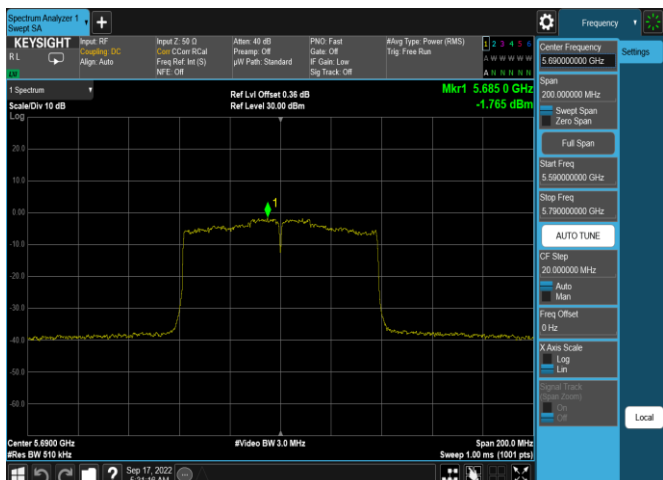 Spectrum Analyzer 1
Swept SA
+
Frequency
KEYSIGHT
RL
LXI
Input: RF
Coupling: DC
Align: Auto
Input Z: 50 Ω
Corr CCorr RCal
Freq Ref: Int (S)
NFE: Off
Atten: 40 dB
Preamp: Off
µW Path: Standard
PNO: Fast
Gate: Off
IF Gain: Low
Sig Track: Off
#Avg Type: Power (RMS)
Trig: Free Run
1 2 3 4 5 6
A W W W W W
A N N N N N
1 Spectrum
Scale/Div 10 dB
Log
Ref Lvl Offset 0.36 dB
Ref Level 30.00 dBm
Mkr1 5.685 0 GHz
-1.765 dBm
20.0
10.0
0.00
-10.0
-20.0
-30.0
-40.0
-50.0
-60.0
1
Center 5.6900 GHz
#Res BW 510 kHz
#Video BW 3.0 MHz
Span 200.0 MHz
Sweep 1.00 ms (1001 pts)
Center Frequency
5.690000000 GHz
Span
200.000000 MHz
Swept Span
Zero Span
Full Span
Start Freq
5.590000000 GHz
Stop Freq
5.790000000 GHz
AUTO TUNE
CF Step
20.000000 MHz
Auto
Man
Freq Offset
0 Hz
X Axis Scale
Log
Lin
Signal Track
(Span Zoom)
On
Off
Settings
Local
?
Sep 17, 2022